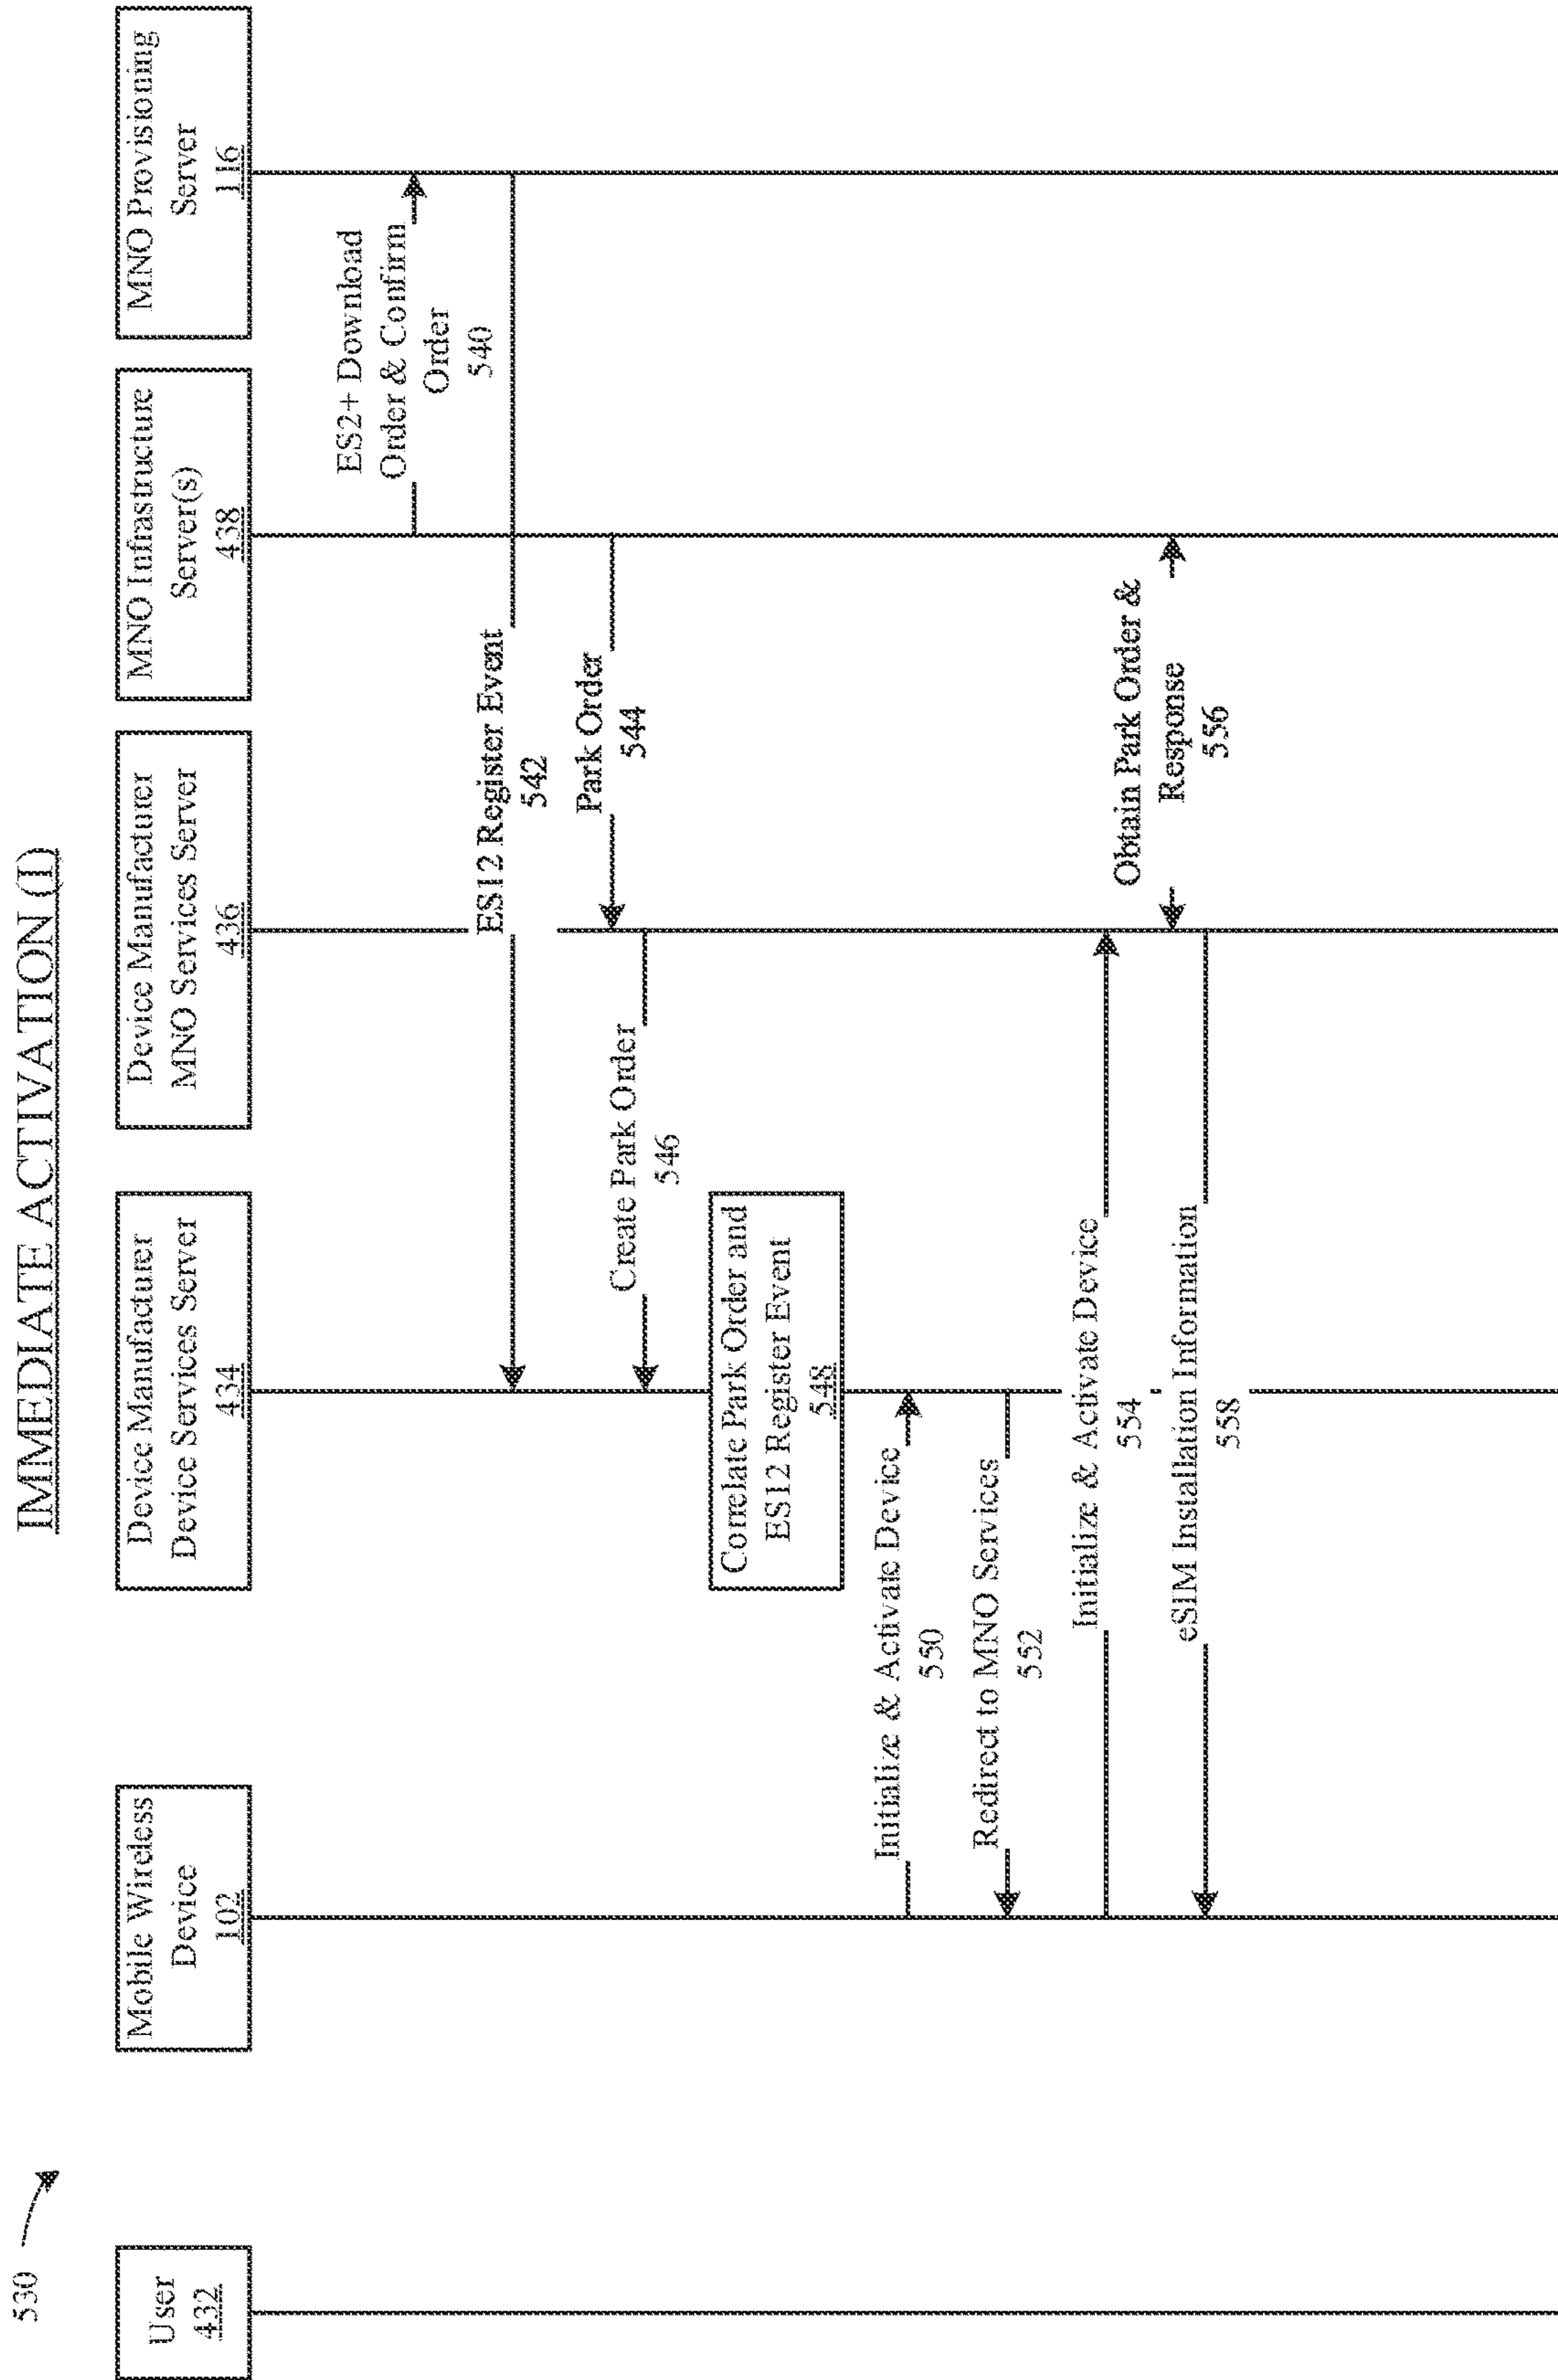 IMMEDIATE ACTIVATION (I)
530
User
432
Mobile Wireless
Device
102
Device Manufacturer
Device Services Server
434
Device Manufacturer
MNO Services Server
436
MNO Infrastructure
Server(s)
438
MNO Provisioning
Server
116
ES2+ Download
Order & Confirm
Order
540
ES12 Register Event
542
Park Order
544
Create Park Order
546
Correlate Park Order and
ES12 Register Event
548
Initialize & Activate Device
550
Redirect to MNO Services
552
Initialize & Activate Device
554
Obtain Park Order &
Response
556
eSIM Installation Information
558